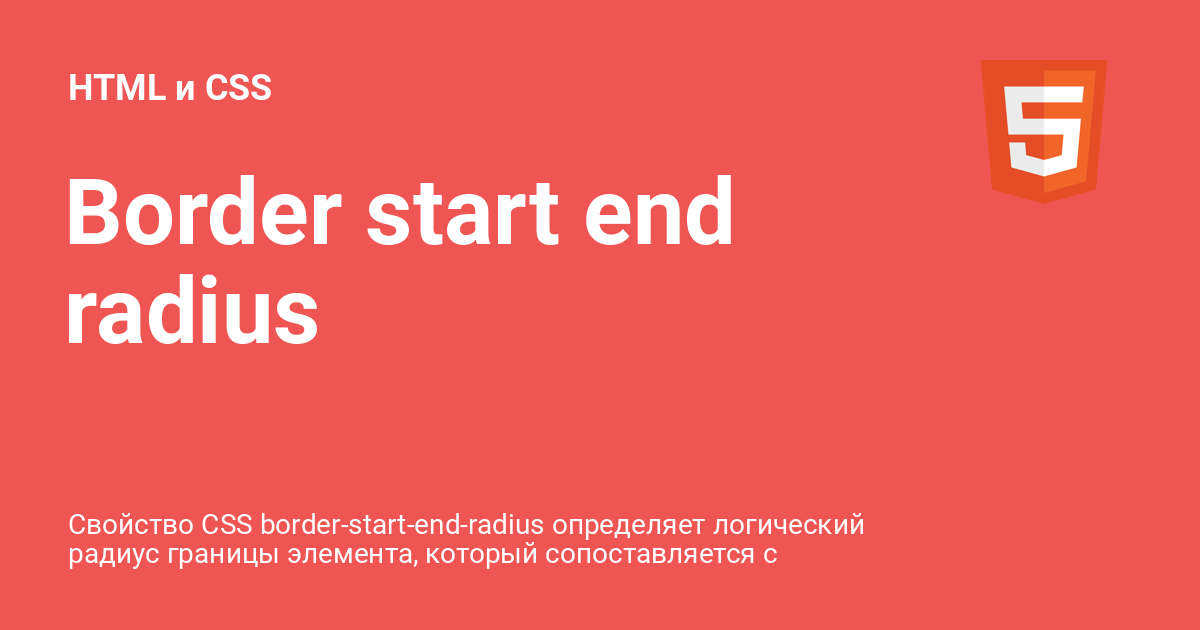 HTML и CSS
Border start end
radius
Свойство CSS border-start-end-radius определяет логический
радиус границы элемента, который сопоставляется с